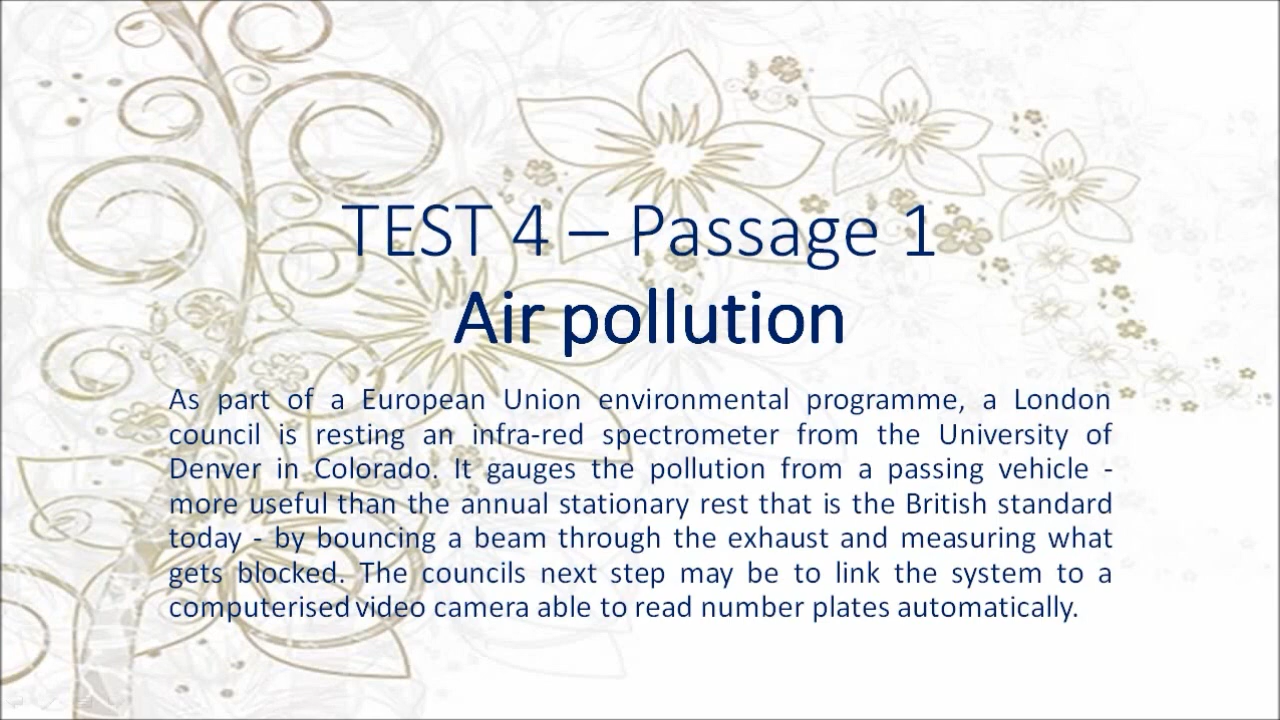 TEST 4 – Passage 1
Air pollution
As part of a European Union environmental programme, a London
council is resting an infra-red spectrometer from the University of
Denver in Colorado. It gauges the pollution from a passing vehicle -
more useful than the annual stationary rest that is the British standard
today - by bouncing a beam through the exhaust and measuring what
gets blocked. The councils next step may be to link the system to a
computerised video camera able to read number plates automatically.